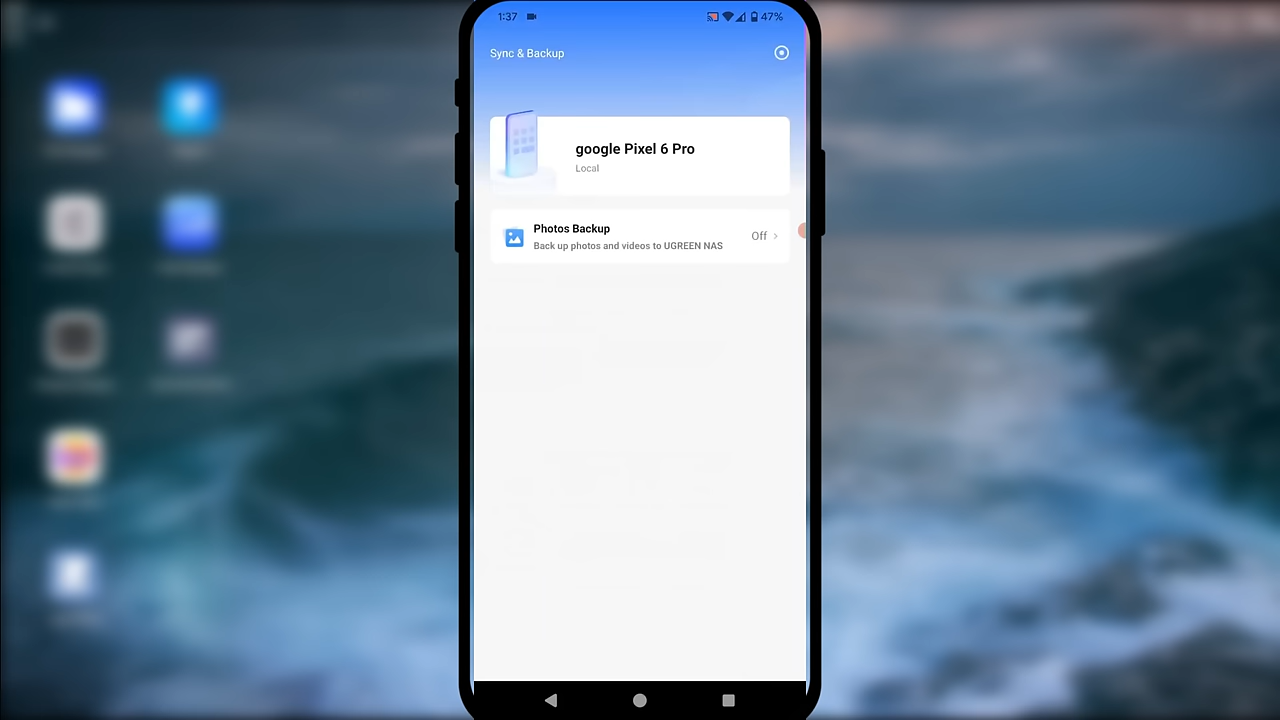 1:37
47%
Sync & Backup
google Pixel 6 Pro
Local
Photos Backup
Back up photos and videos to UGREEN NAS
Off